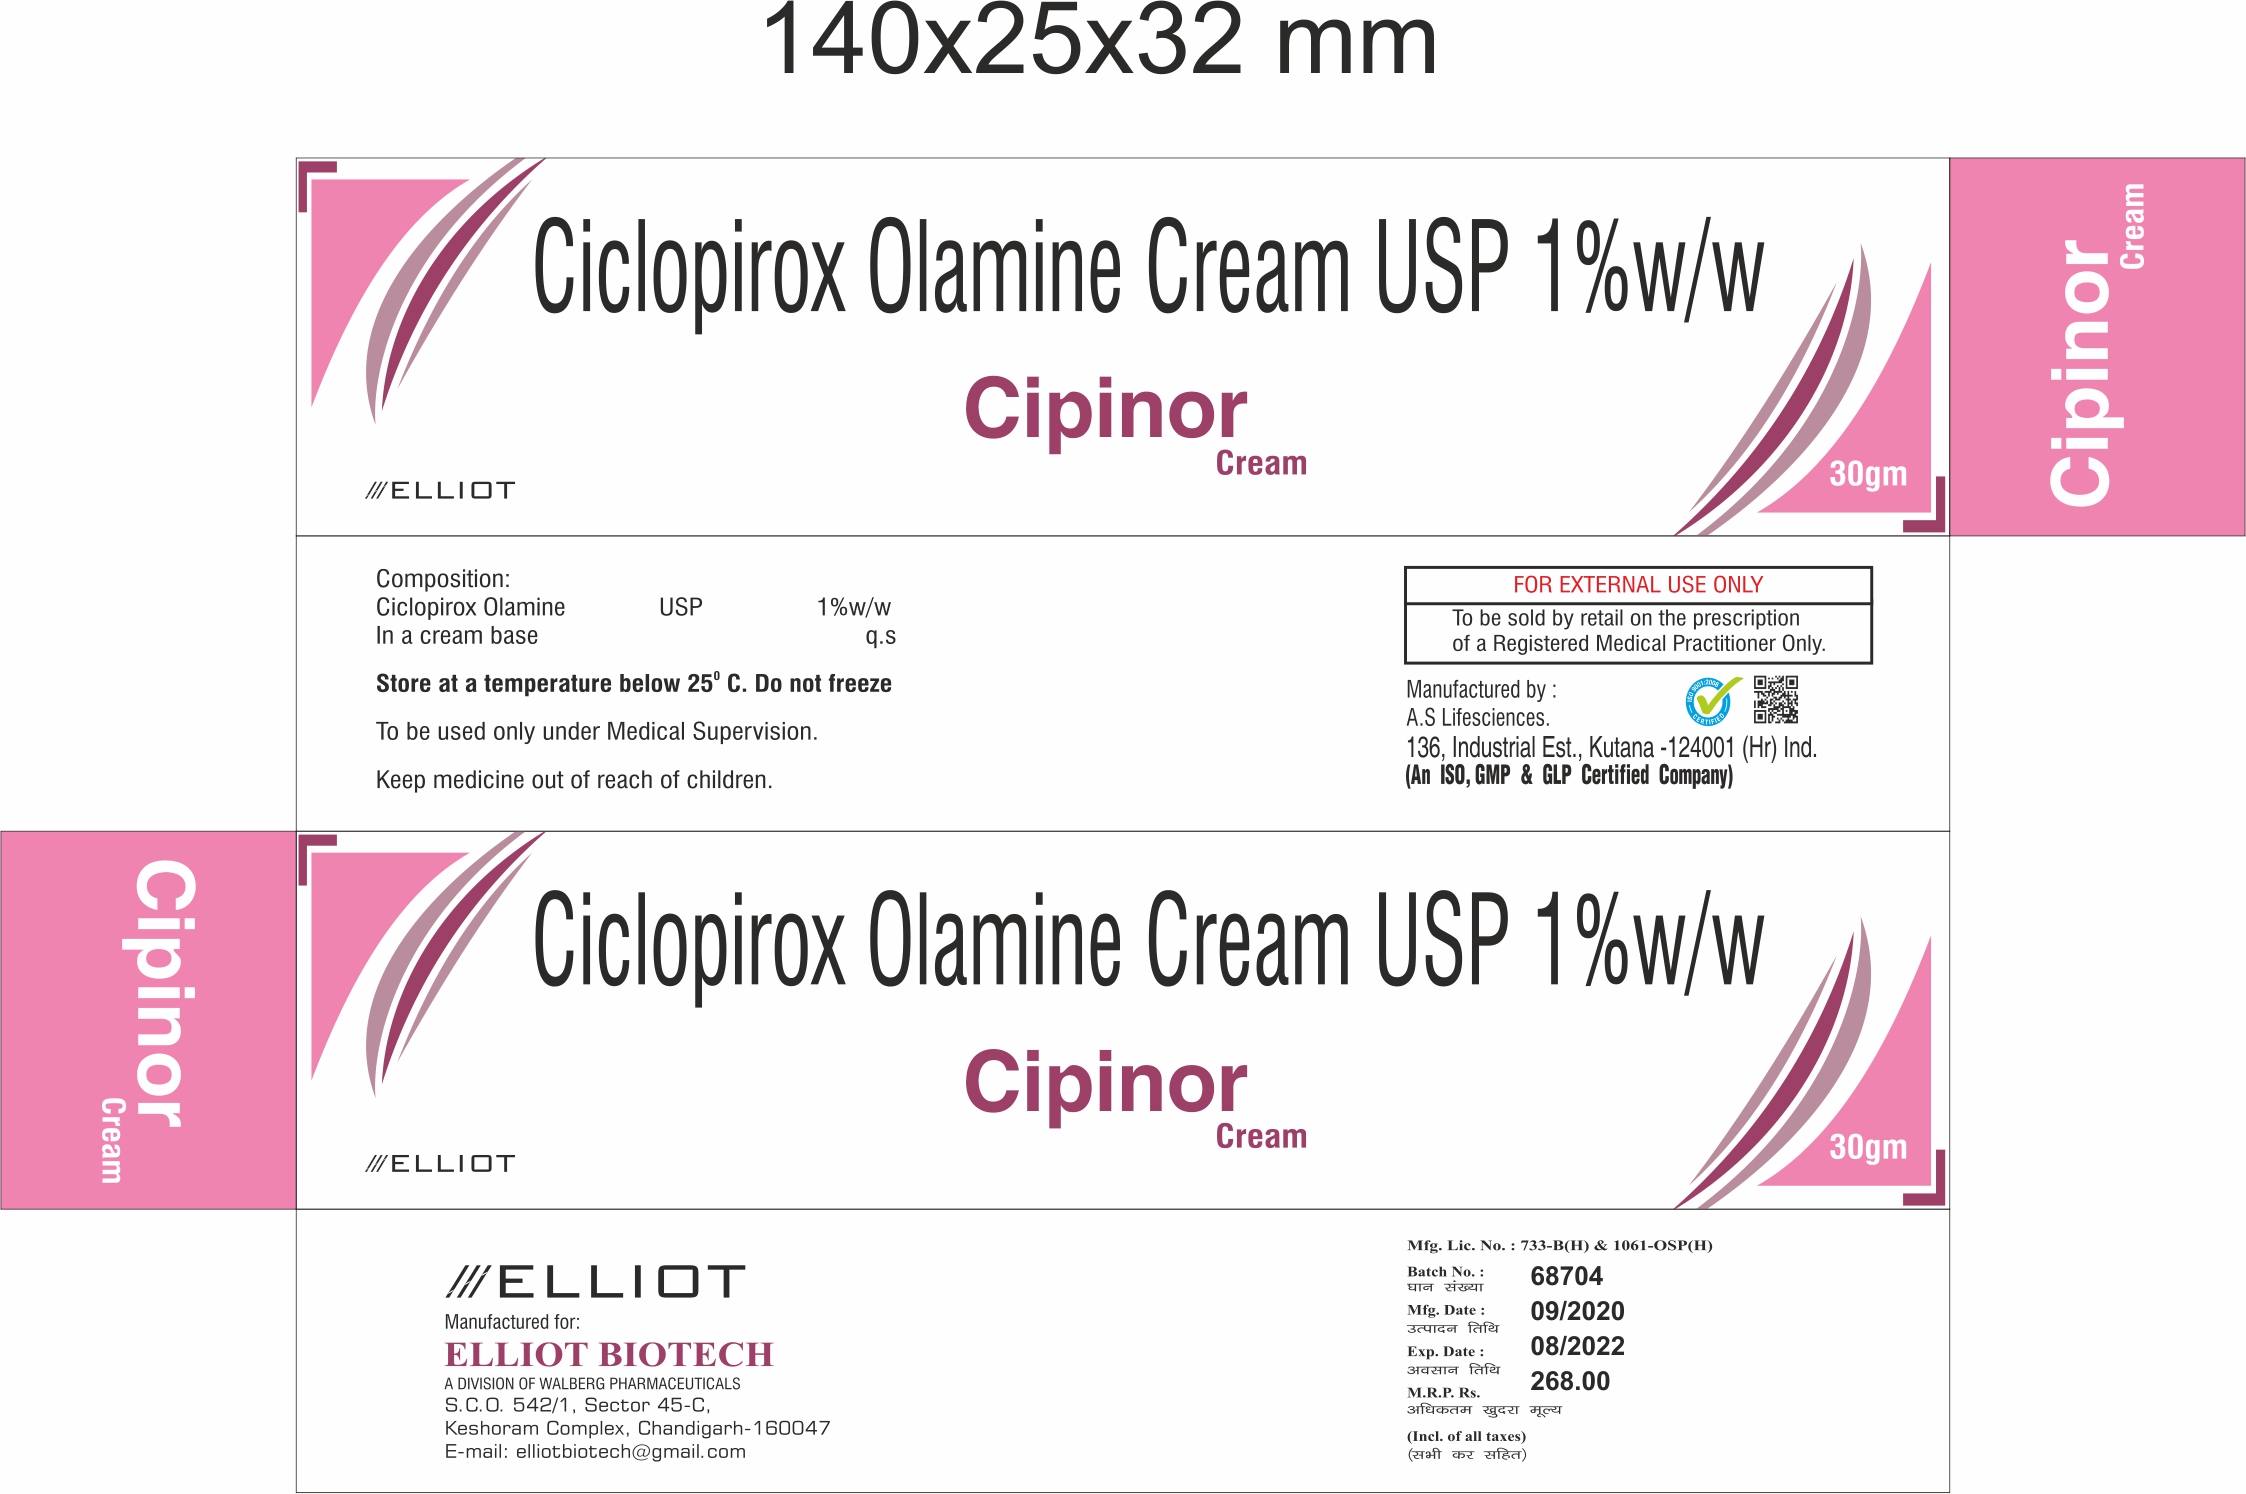 140x25x32 mm
Ciclopirox Olamine Cream USP 1%w/w
Cipinor
Cream
ELLIOT
30gm
Cipinor
Cream
Composition:
Ciclopirox Olamine USP 1%w/w
In a cream base q.s
Store at a temperature below 25⁰ C. Do not freeze
To be used only under Medical Supervision.
Keep medicine out of reach of children.
FOR EXTERNAL USE ONLY
To be sold by retail on the prescription
of a Registered Medical Practitioner Only.
Manufactured by :
A.S Lifesciences.
ISO 9001:2008
CERTIFIED
136, Industrial Est., Kutana -124001 (Hr) Ind.
(An ISO, GMP & GLP Certified Company)
Cipinor
Cream
Ciclopirox Olamine Cream USP 1%w/w
Cipinor
Cream
ELLIOT
30gm
ELLIOT
Manufactured for:
ELLIOT BIOTECH
A DIVISION OF WALBERG PHARMACEUTICALS
S.C.O. 542/1, Sector 45-C,
Keshoram Complex, Chandigarh-160047
E-mail: elliotbiotech@gmail.com
Mfg. Lic. No. : 733-B(H) & 1061-OSP(H)
Batch No. : 68704
घान संख्या
Mfg. Date : 09/2020
उत्पादन तिथि
Exp. Date : 08/2022
अवसान तिथि
M.R.P. Rs. 268.00
अधिकतम खुदरा मूल्य
(Incl. of all taxes)
(सभी कर सहित)